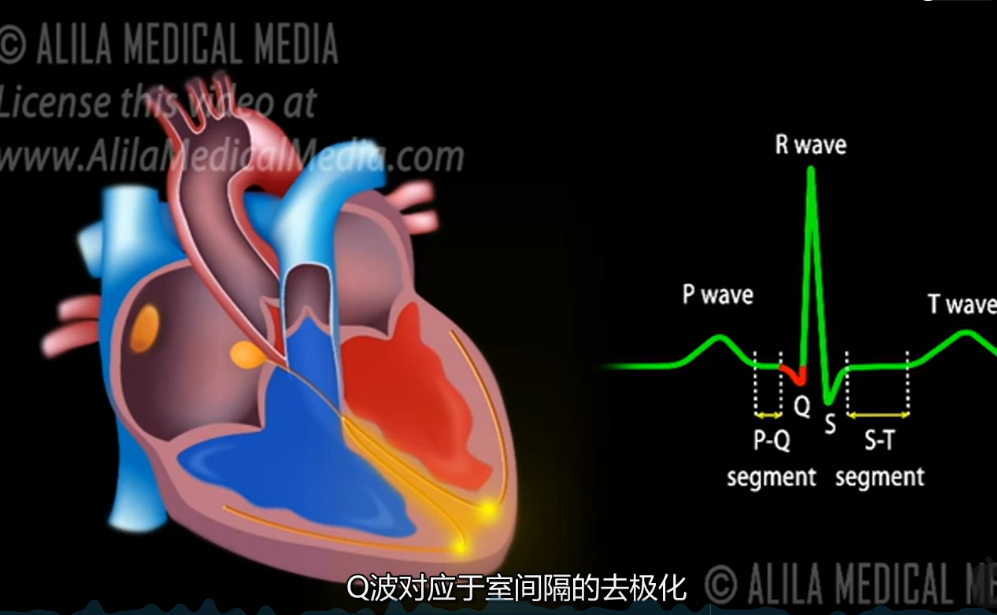 © ALILA MEDICAL MEDIA
License this video at
www.AlilaMedicalMedia.com
R wave
P wave
T wave
Q
S
P-Q
segment
S-T
segment
Q波对应于室间隔的去极化
© ALILA MEDICAL